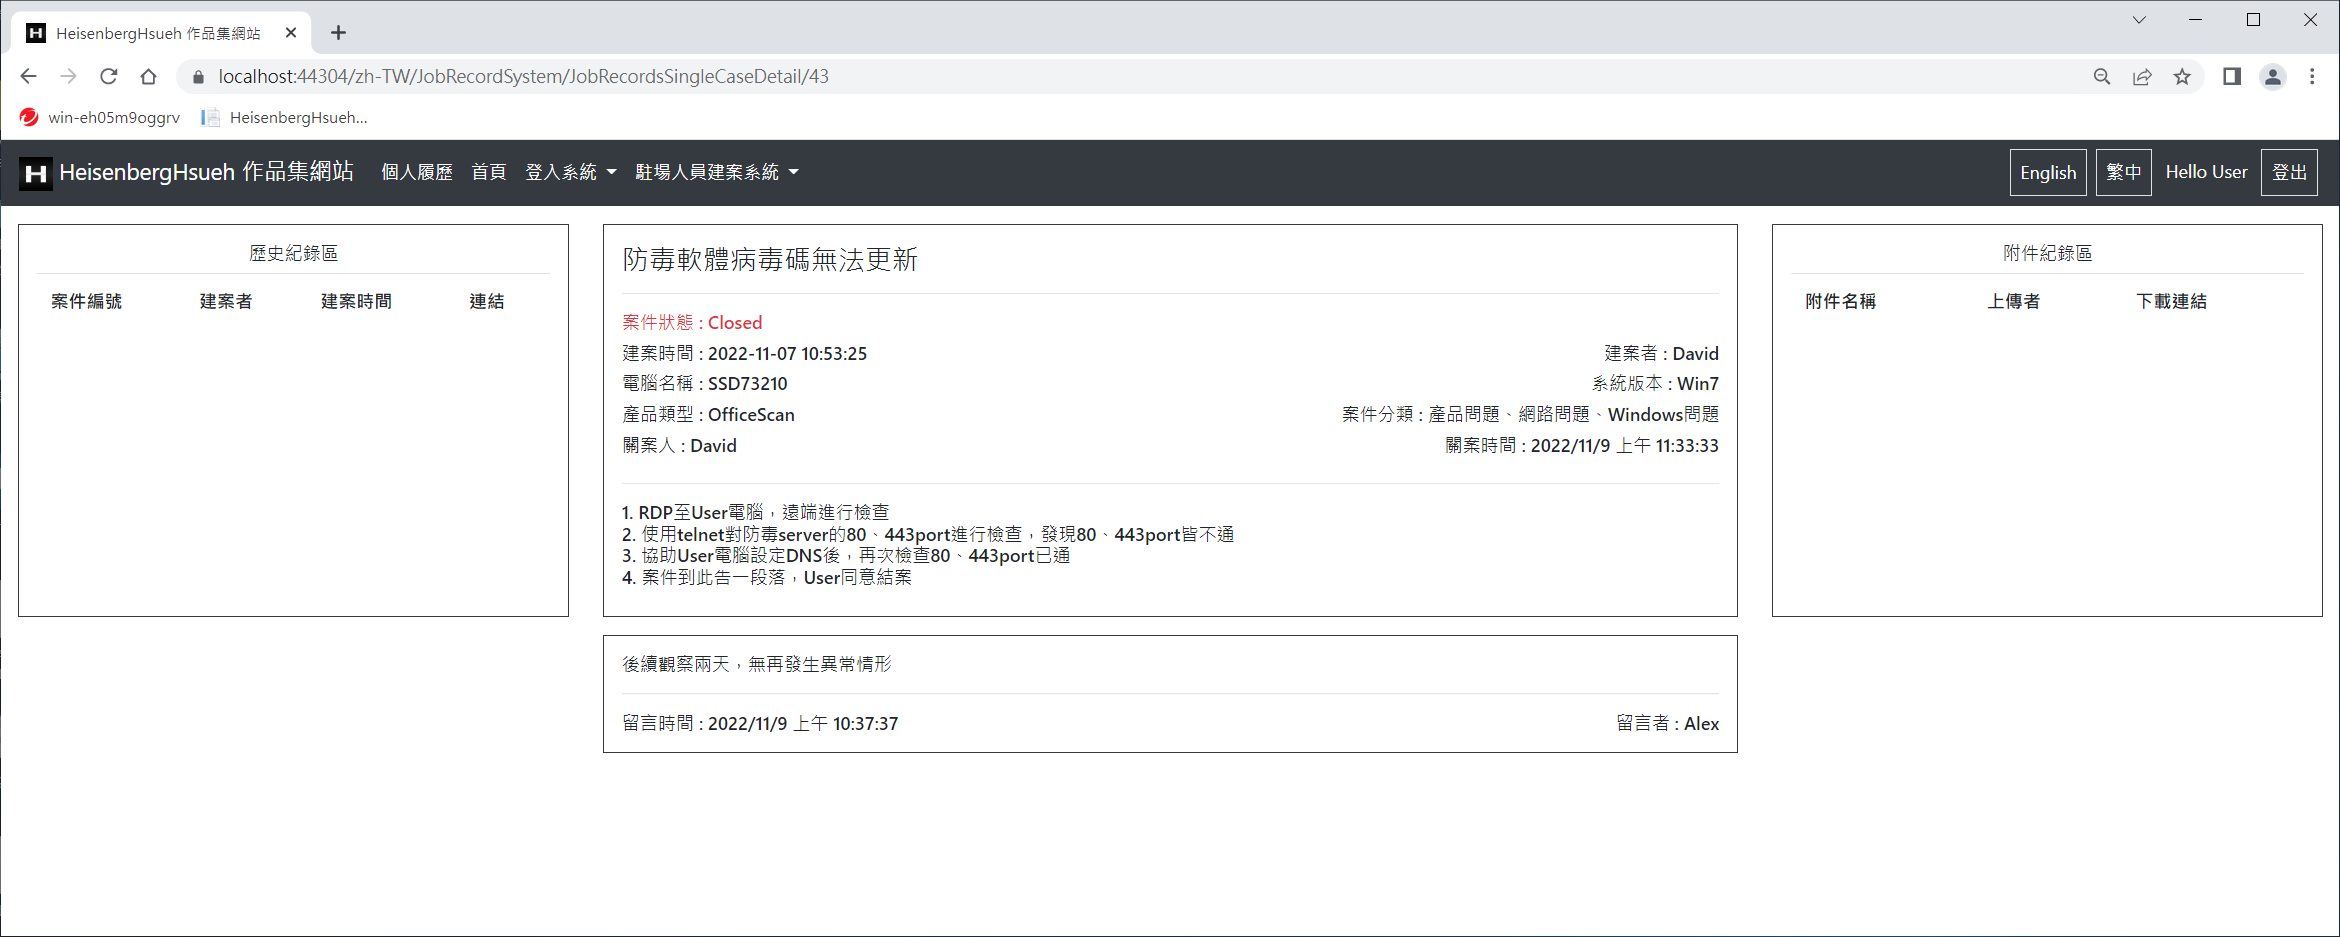 HeisenbergHsueh 作品集網站
localhost:44304/zh-TW/JobRecordSystem/JobRecordsSingleCaseDetail/43
win-eh05m9oggrv HeisenbergHsueh...
H HeisenbergHsueh 作品集網站 個人履歷 首頁 登入系統 駐場人員建案系統 English 繁中 Hello User 登出
歷史紀錄區
案件編號 建案者 建案時間 連結
防毒軟體病毒碼無法更新
案件狀態 : Closed
建案時間 : 2022-11-07 10:53:25 建案者 : David
電腦名稱 : SSD73210 系統版本 : Win7
產品類型 : OfficeScan 案件分類 : 產品問題、網路問題、Windows問題
關案人 : David 關案時間 : 2022/11/9 上午 11:33:33
1. RDP至User電腦，遠端進行檢查
2. 使用telnet對防毒server的80、443port進行檢查，發現80、443port皆不通
3. 協助User電腦設定DNS後，再次檢查80、443port已通
4. 案件到此告一段落，User同意結案
後續觀察兩天，無再發生異常情形
留言時間 : 2022/11/9 上午 10:37:37 留言者 : Alex
附件紀錄區
附件名稱 上傳者 下載連結